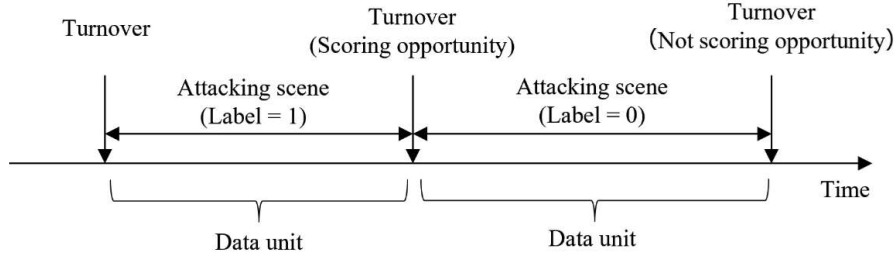 Turnover
Turnover
(Scoring opportunity)
Turnover
(Not scoring opportunity)
Attacking scene
(Label = 1)
Attacking scene
(Label = 0)
Time
Data unit
Data unit